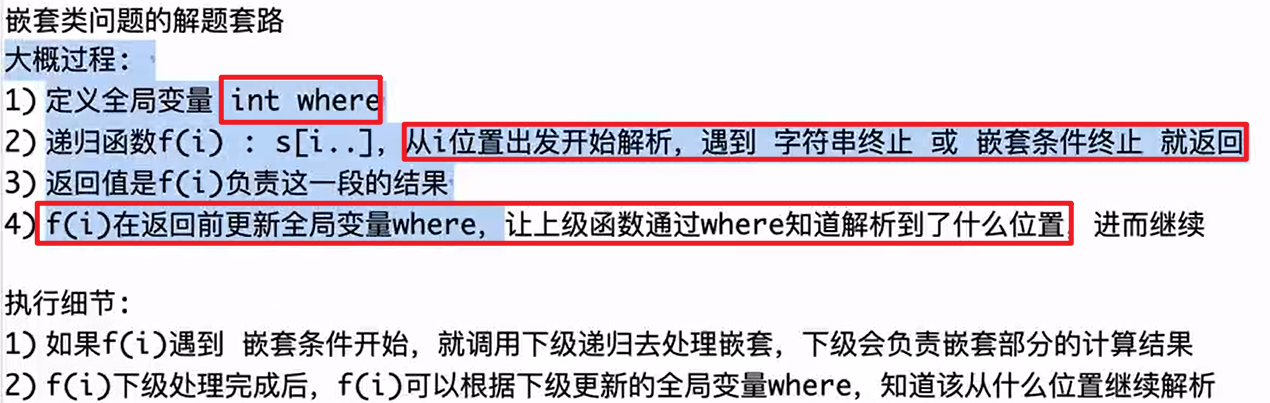 嵌套类问题的解题套路
大概过程:
1) 定义全局变量 int where
2) 递归函数f(i) : s[i..], 从i位置出发开始解析, 遇到 字符串终止 或 嵌套条件终止 就返回
3) 返回值是f(i)负责这一段的结果
4) f(i)在返回前更新全局变量where, 让上级函数通过where知道解析到了什么位置, 进而继续
执行细节:
1) 如果f(i)遇到 嵌套条件开始, 就调用下级递归去处理嵌套, 下级会负责嵌套部分的计算结果
2) f(i)下级处理完成后, f(i)可以根据下级更新的全局变量where, 知道该从什么位置继续解析